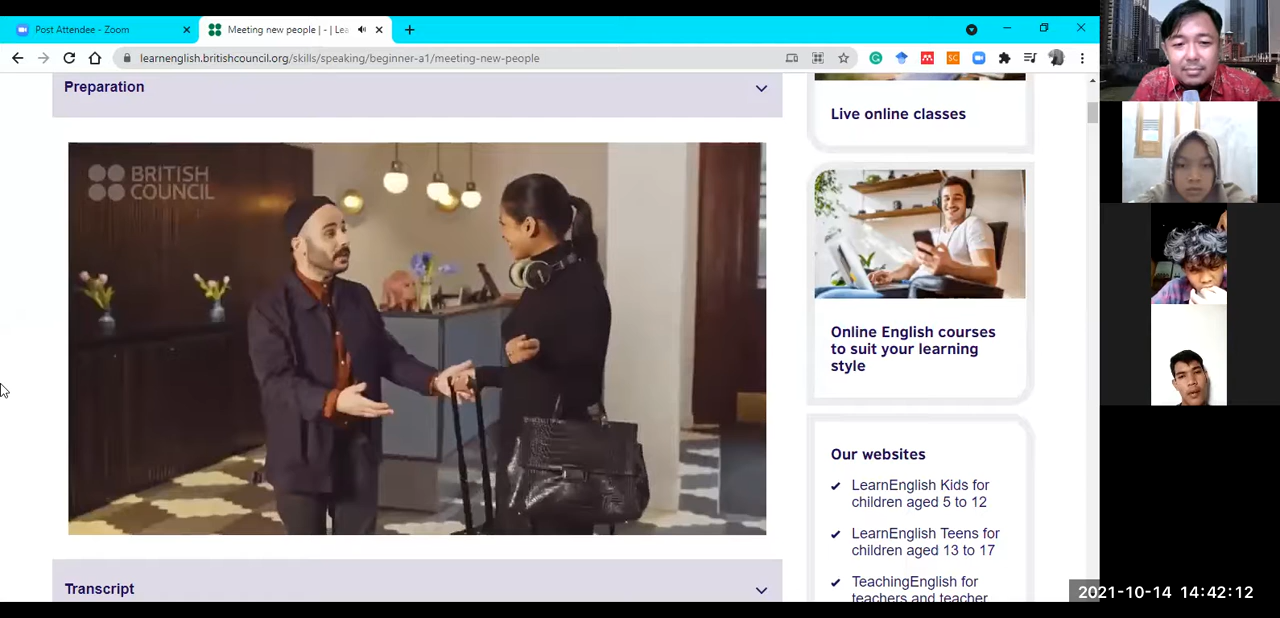 Post Attendee - Zoom
Meeting new people | - | Lea
learnenglish.britishcouncil.org/skills/speaking/beginner-a1/meeting-new-people
Preparation
BRITISH
COUNCIL
Transcript
Live online classes
Online English courses
to suit your learning
style
Our websites
LearnEnglish Kids for
children aged 5 to 12
LearnEnglish Teens for
children aged 13 to 17
TeachingEnglish for
teachers and teacher
2021-10-14 14:42:12